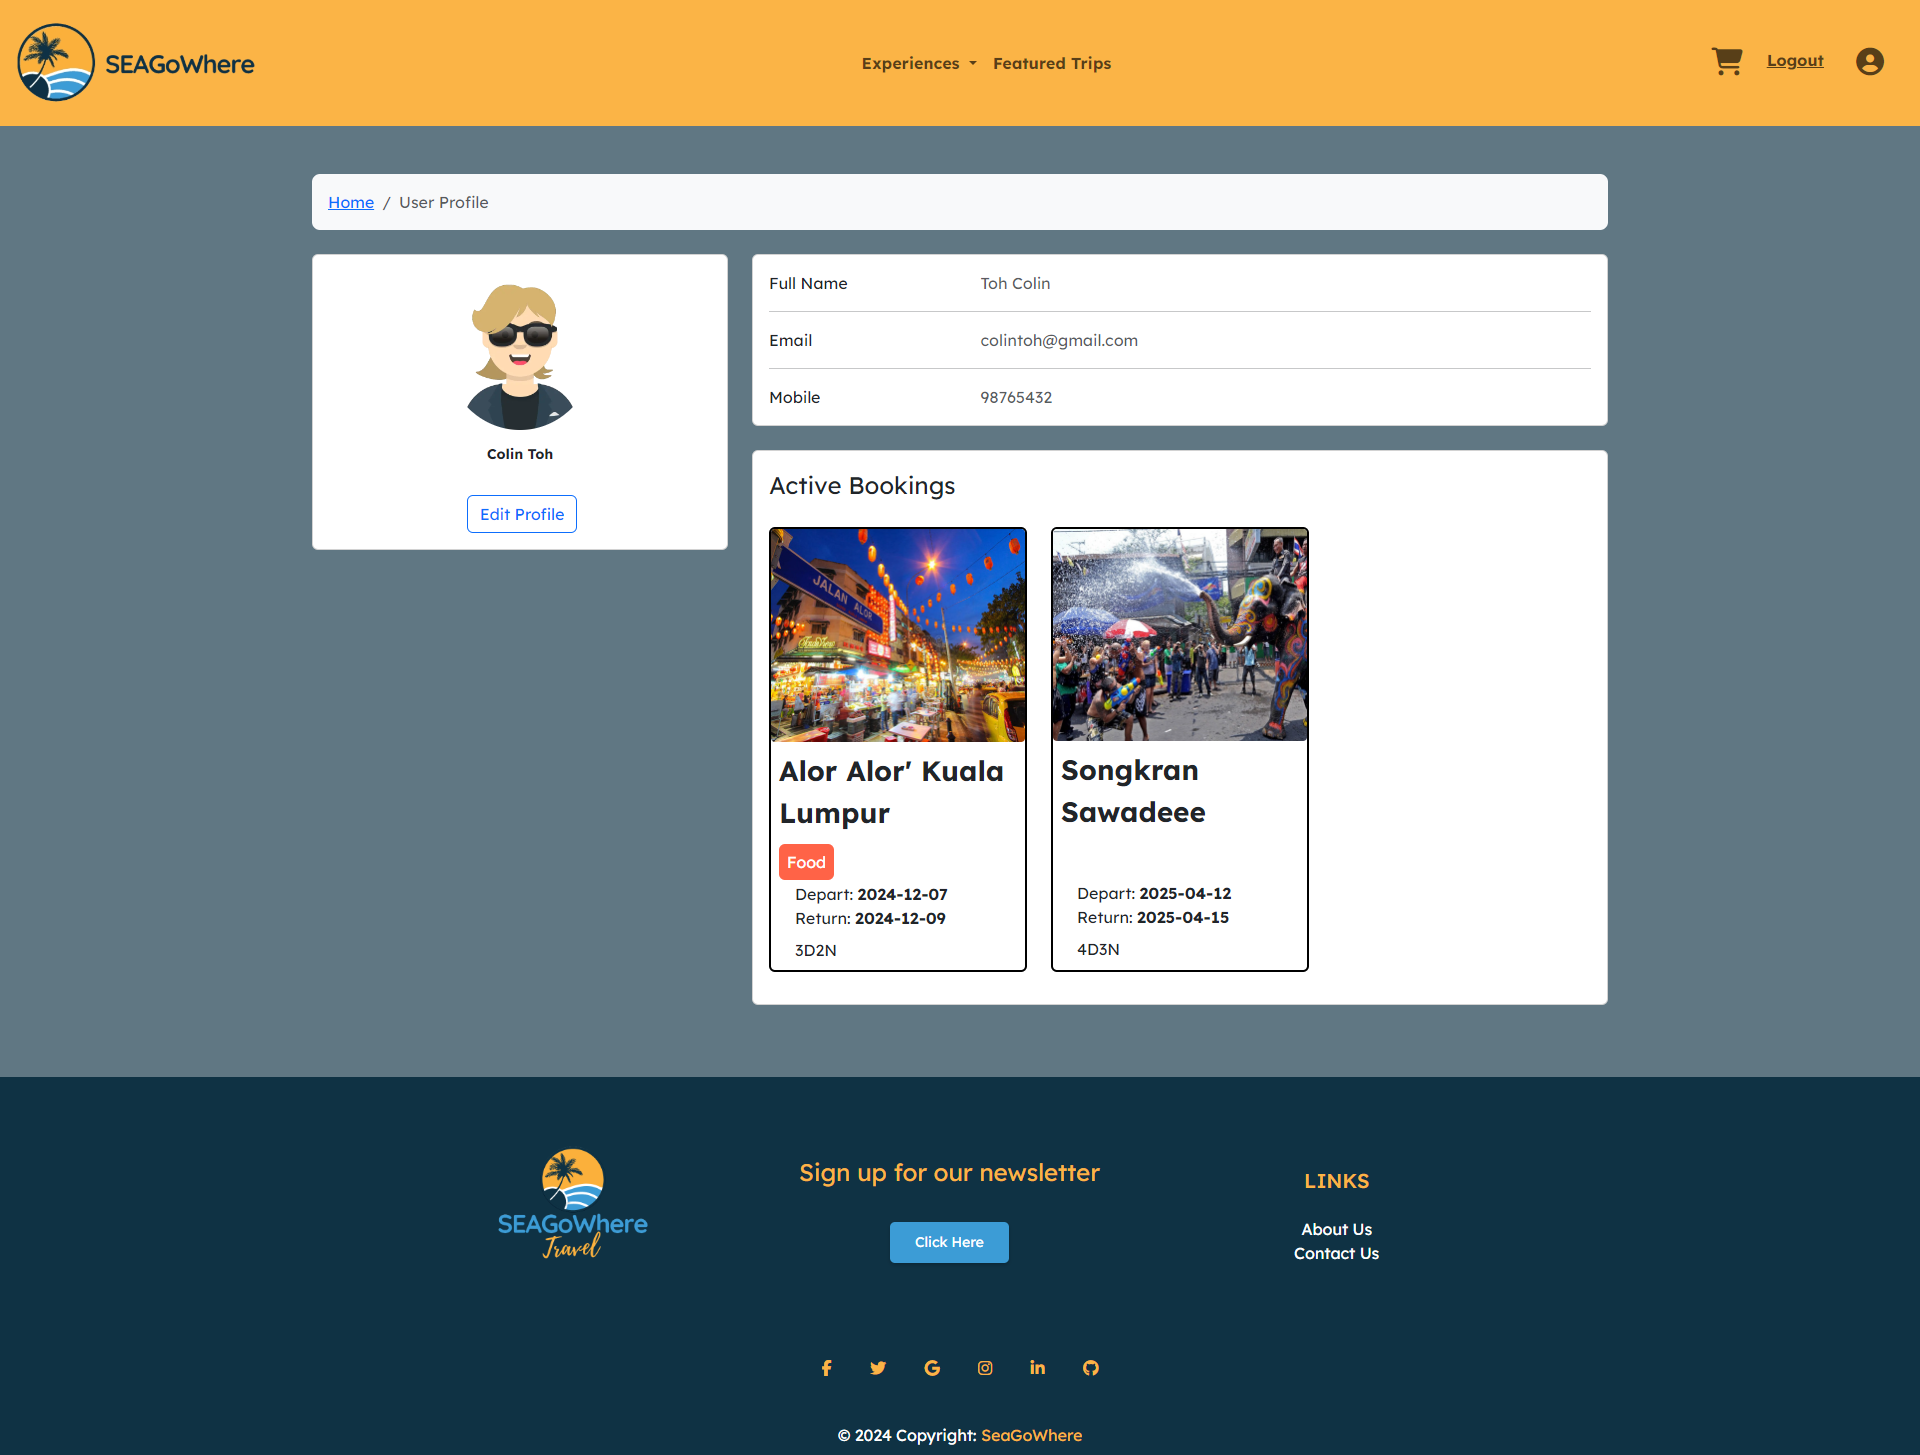 SEAGoWhere
Experiences
Featured Trips
Logout
Home / User Profile
Colin Toh
Edit Profile
Full Name
Toh Colin
Email
colintoh@gmail.com
Mobile
98765432
Active Bookings
JALAN ALOR
Alor Alor' Kuala
Lumpur
Food
Depart: 2024-12-07
Return: 2024-12-09
3D2N
Songkran
Sawadeee
Depart: 2025-04-12
Return: 2025-04-15
4D3N
SEAGoWhere
Travel
Sign up for our newsletter
Click Here
LINKS
About Us
Contact Us
© 2024 Copyright: SeaGoWhere